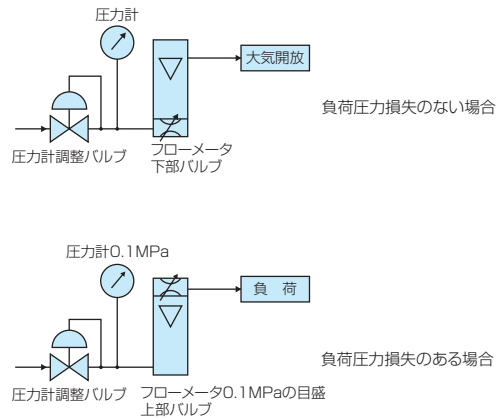 圧力計
大気開放
負荷圧力損失のない場合
圧力計調整バルブ
フローメータ
下部バルブ
圧力計0.1MPa
負 荷
負荷圧力損失のある場合
圧力計調整バルブ
フローメータ0.1MPaの目盛
上部バルブ